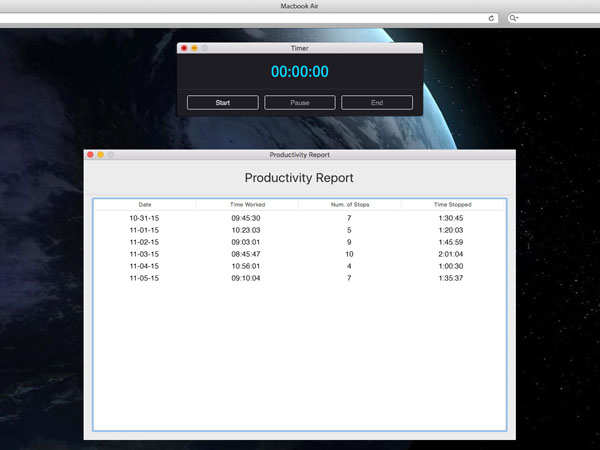 Macbook Air
Timer
00:00:00
Start Pause End
Productivity Report
Productivity Report
Date Time Worked Num. of Stops Time Stopped
10-31-15 09:45:30 7 1:30:45
11-01-15 10:23:03 5 1:20:03
11-02-15 09:03:01 9 1:45:59
11-03-15 08:45:47 10 2:01:04
11-04-15 10:56:01 4 1:00:30
11-05-15 09:10:04 7 1:35:37